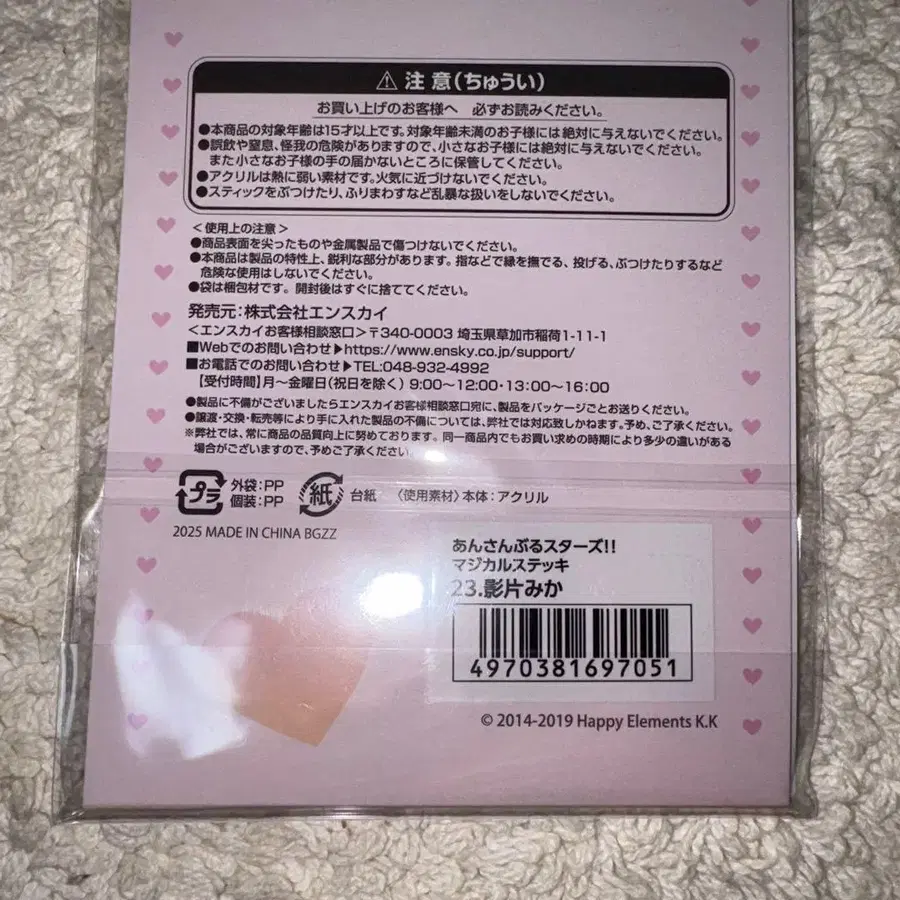 ⚠注意(ちゅうい)
お買い上げのお客様へ 必ずお読みください。
●本商品の対象年齢は15才以上です。対象年齢未満のお子様には絶対に与えないでください。
●誤飲や窒息、怪我の危険がありますので、小さなお子様には絶対に与えないでください。
また小さなお子様の手の届かないところに保管してください。
●アクリルは熱に弱い素材です。火気に近づけないでください。
●スティックをぶつけたり、ふりまわすなど乱暴な扱いをしないでください。
<使用上の注意>
●商品表面を尖ったものや金属製品で傷つけないでください。
●本商品は製品の特性上、鋭利な部分があります。指などで縁を撫でる、投げる、ぶつけたりするなど
危険な使用はしないでください。
●袋は梱包材です。開封後はすぐに捨ててください。
発売元:株式会社エンスカイ
<エンスカイお客様相談窓口>〒340-0003 埼玉県草加市稲荷1-11-1
■Webでのお問い合わせ▶https://www.ensky.co.jp/support/
■お電話でのお問い合わせ▶TEL:048-932-4992
【受付時間】月～金曜日(祝日を除く) 9:00～12:00・13:00～16:00
●製品に不備がございましたらエンスカイお客様相談窓口宛に、製品をパッケージごとお送りください。
●譲渡・交換・転売等により手に入れた製品の不備については、弊社では対応致しかねます。予め、ご了承ください。
※弊社では、常に商品の品質向上に努めております。同一商品内でもお買い求めの時期により多少の違いがある
場合がございますので、予めご了承ください
プラ 外袋:PP
個装:PP
紙 台紙 〈使用素材〉本体:アクリル
2025 MADE IN CHINA BGZZ
あんさんぶるスターズ!!
マジカルステッキ
23.影片みか
4970381697051
© 2014-2019 Happy Elements K.K